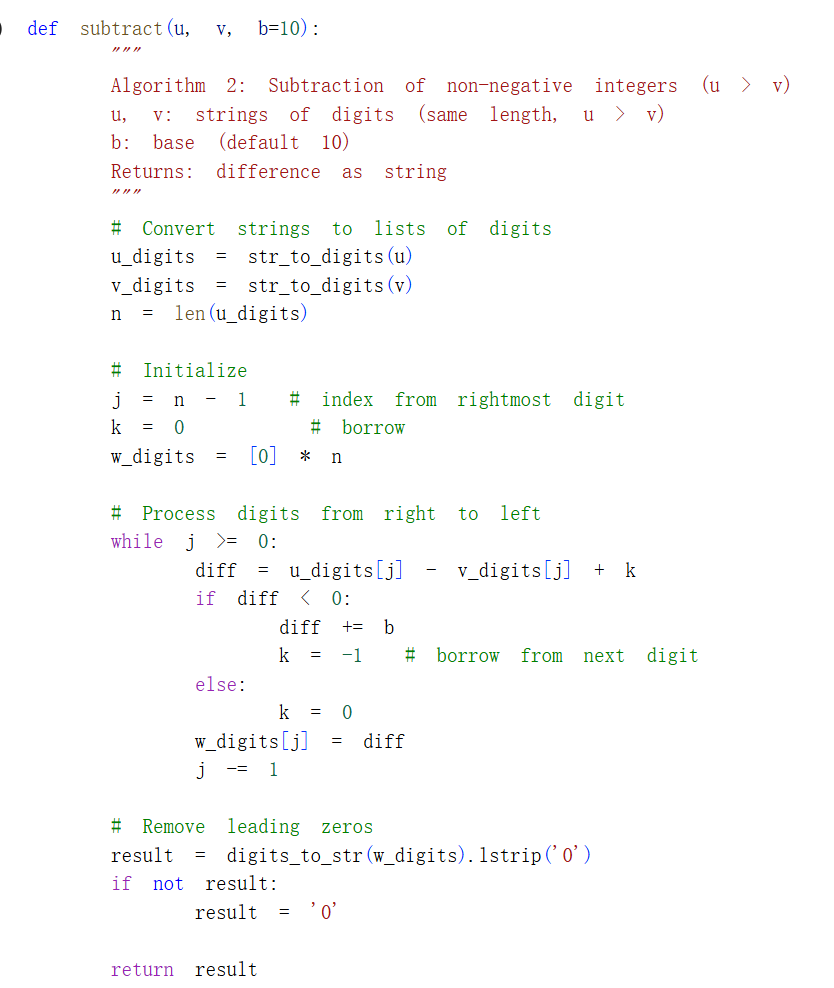 def subtract(u, v, b=10):
"""
Algorithm 2: Subtraction of non-negative integers (u > v)
u, v: strings of digits (same length, u > v)
b: base (default 10)
Returns: difference as string
"""
# Convert strings to lists of digits
u_digits = str_to_digits(u)
v_digits = str_to_digits(v)
n = len(u_digits)
# Initialize
j = n - 1 # index from rightmost digit
k = 0 # borrow
w_digits = [0] * n
# Process digits from right to left
while j >= 0:
diff = u_digits[j] - v_digits[j] + k
if diff < 0:
diff += b
k = -1 # borrow from next digit
else:
k = 0
w_digits[j] = diff
j -= 1
# Remove leading zeros
result = digits_to_str(w_digits).lstrip('0')
if not result:
result = '0'
return result